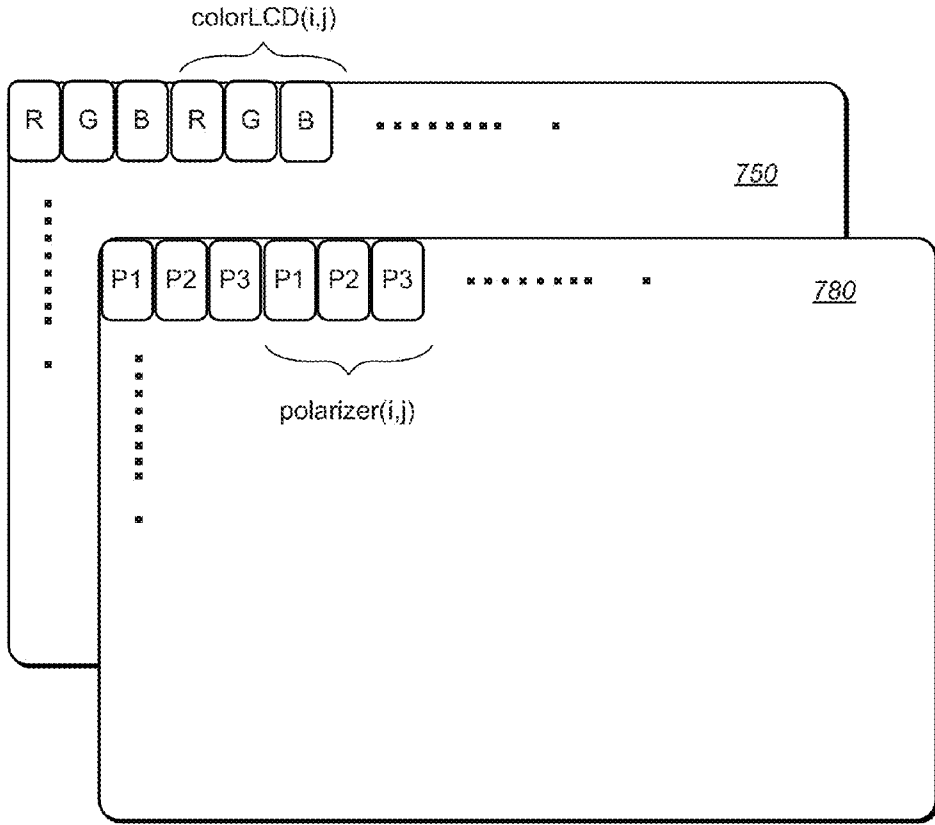 colorLCD(i,j)
R G B R G B
750
P1 P2 P3 P1 P2 P3
780
polarizer(i,j)